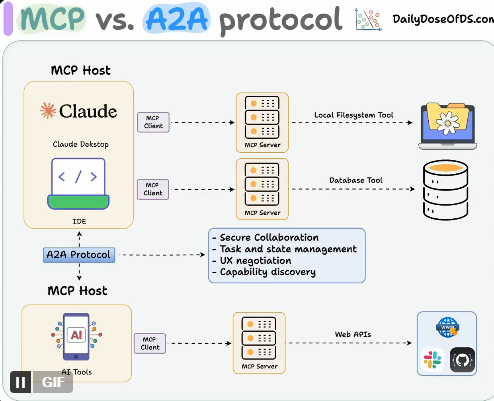 MCP vs. A2A protocol
DailyDoseOfDS.com
MCP Host
Claude
Claude Dekstop
</>
IDE
MCP Client
MCP Server
Local Filesystem Tool
MCP Client
MCP Server
Database Tool
A2A Protocol
- Secure Collaboration
- Task and state management
- UX negotiation
- Capability discovery
MCP Host
AI
AI Tools
MCP Client
MCP Server
Web APIs
WWW
GIF